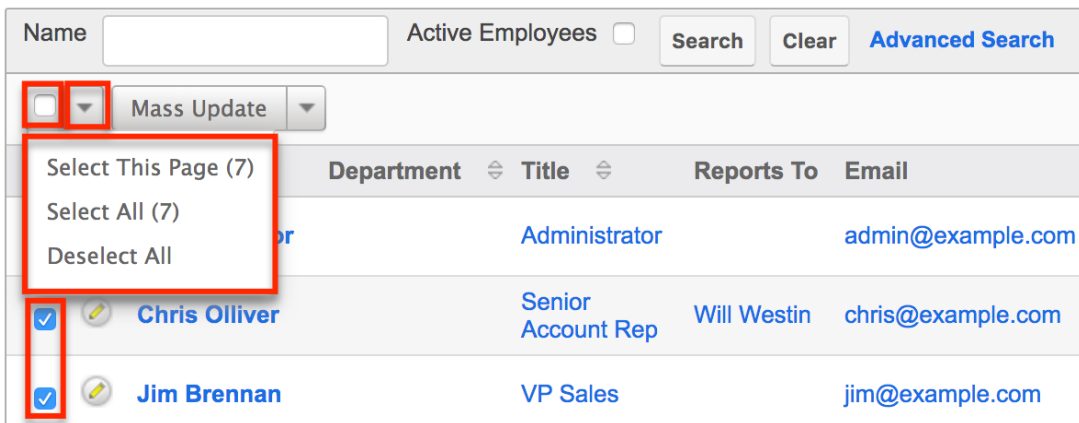 Name Active Employees Search Clear Advanced Search
Mass Update
Select This Page (7) Department Title Reports To Email
Select All (7)
Administrator admin@example.com
Deselect All
Chris Olliver Senior Account Rep Will Westin chris@example.com
Jim Brennan VP Sales jim@example.com